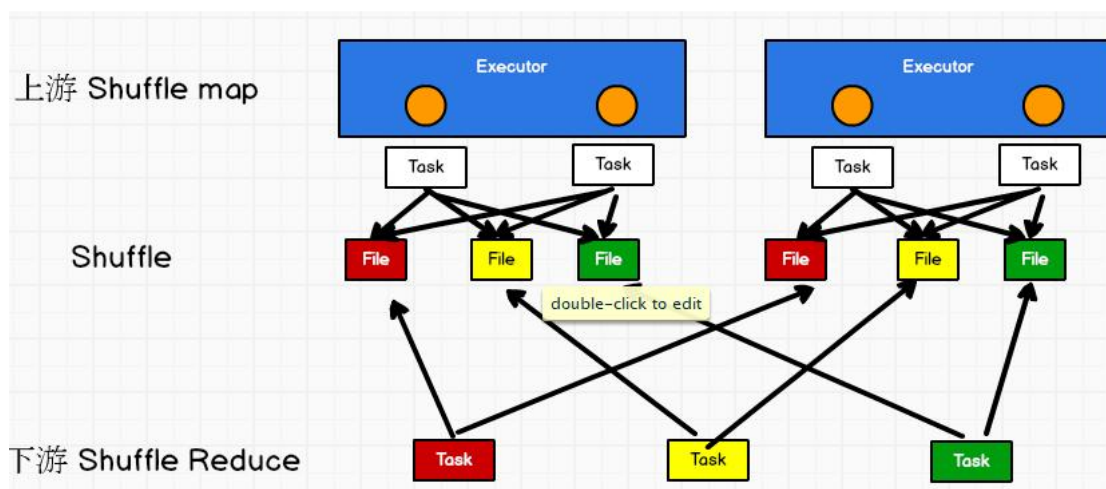 Executor
Executor
上游 Shuffle map
Task
Task
Task
Task
Shuffle
File
File
File
File
File
File
double-click to edit
下游 Shuffle Reduce
Task
Task
Task